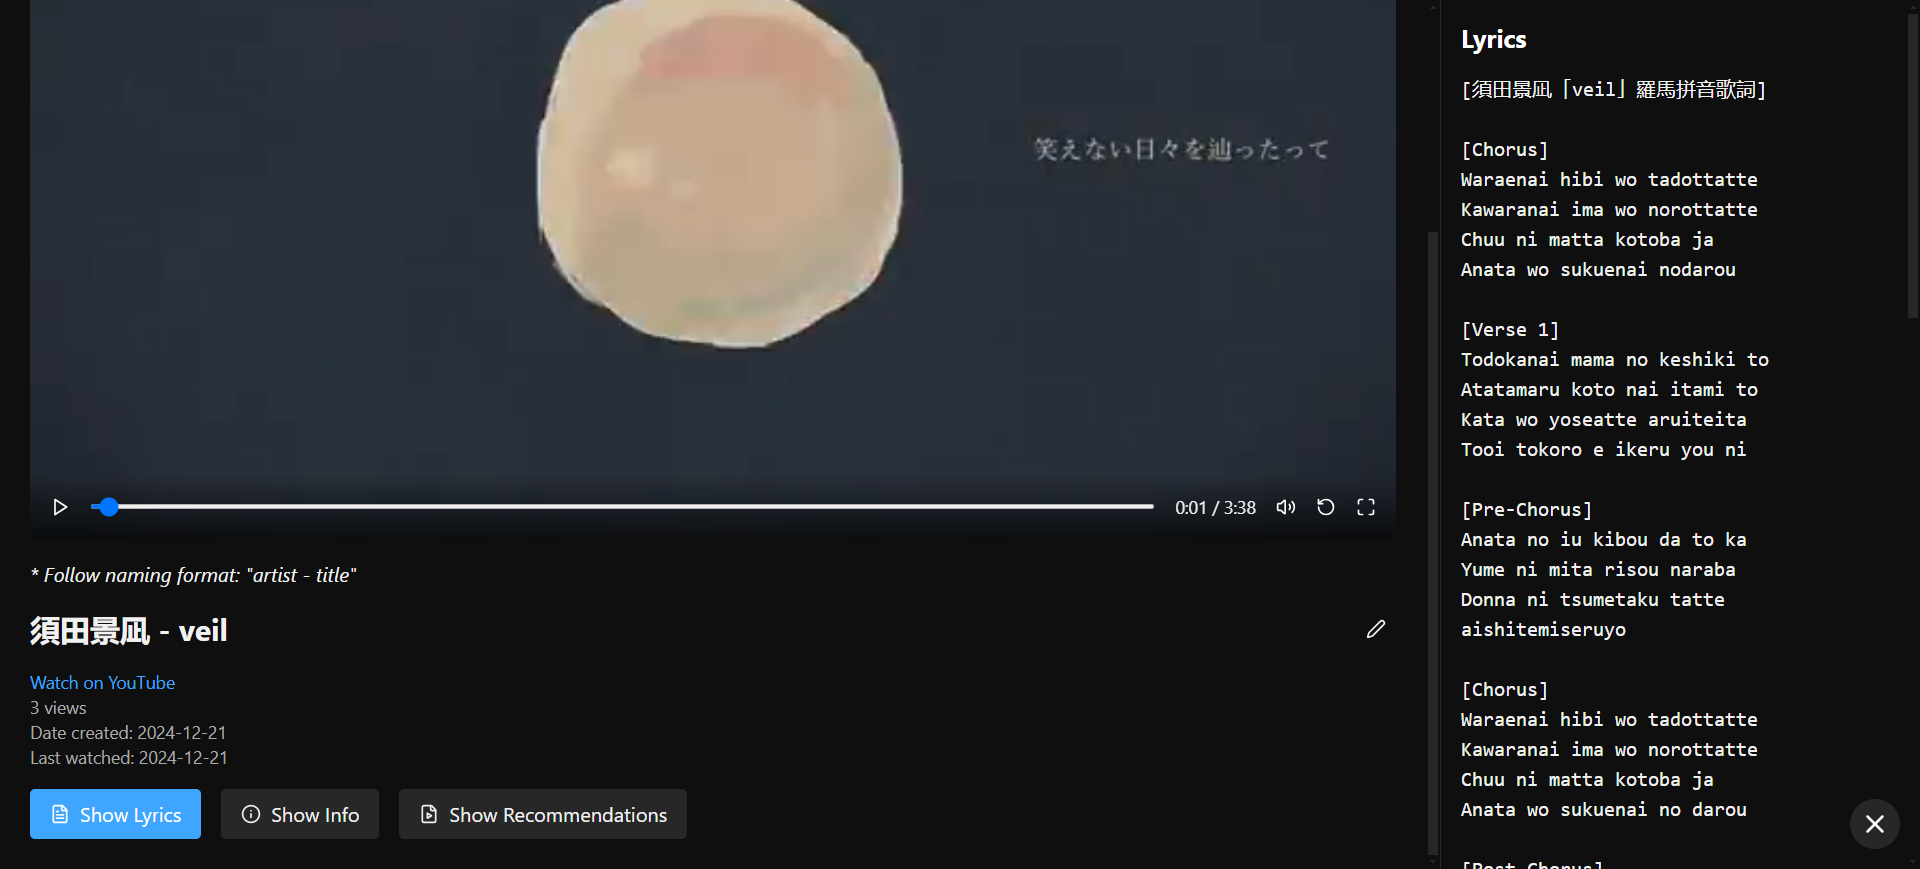 笑えない日々を辿ったって
0:01 / 3:38
* Follow naming format: "artist - title"
須田景凪 - veil
Watch on YouTube
3 views
Date created: 2024-12-21
Last watched: 2024-12-21
Show Lyrics
Show Info
Show Recommendations
Lyrics
[須田景凪「veil」羅馬拼音歌詞]
[Chorus]
Waraenai hibi wo tadottatte
Kawaranai ima wo norottatte
Chuu ni matta kotoba ja
Anata wo sukuenai nodarou
[Verse 1]
Todokanai mama no keshiki to
Atatamaru koto nai itami to
Kata wo yoseatte aruiteita
Tooi tokoro e ikeru you ni
[Pre-Chorus]
Anata no iu kibou da to ka
Yume ni mita risou naraba
Donna ni tsumetaku tatte
aishitemiseruyo
[Chorus]
Waraenai hibi wo tadottatte
Kawaranai ima wo norottatte
Chuu ni matta kotoba ja
Anata wo sukuenai no darou
[Post-Chorus]